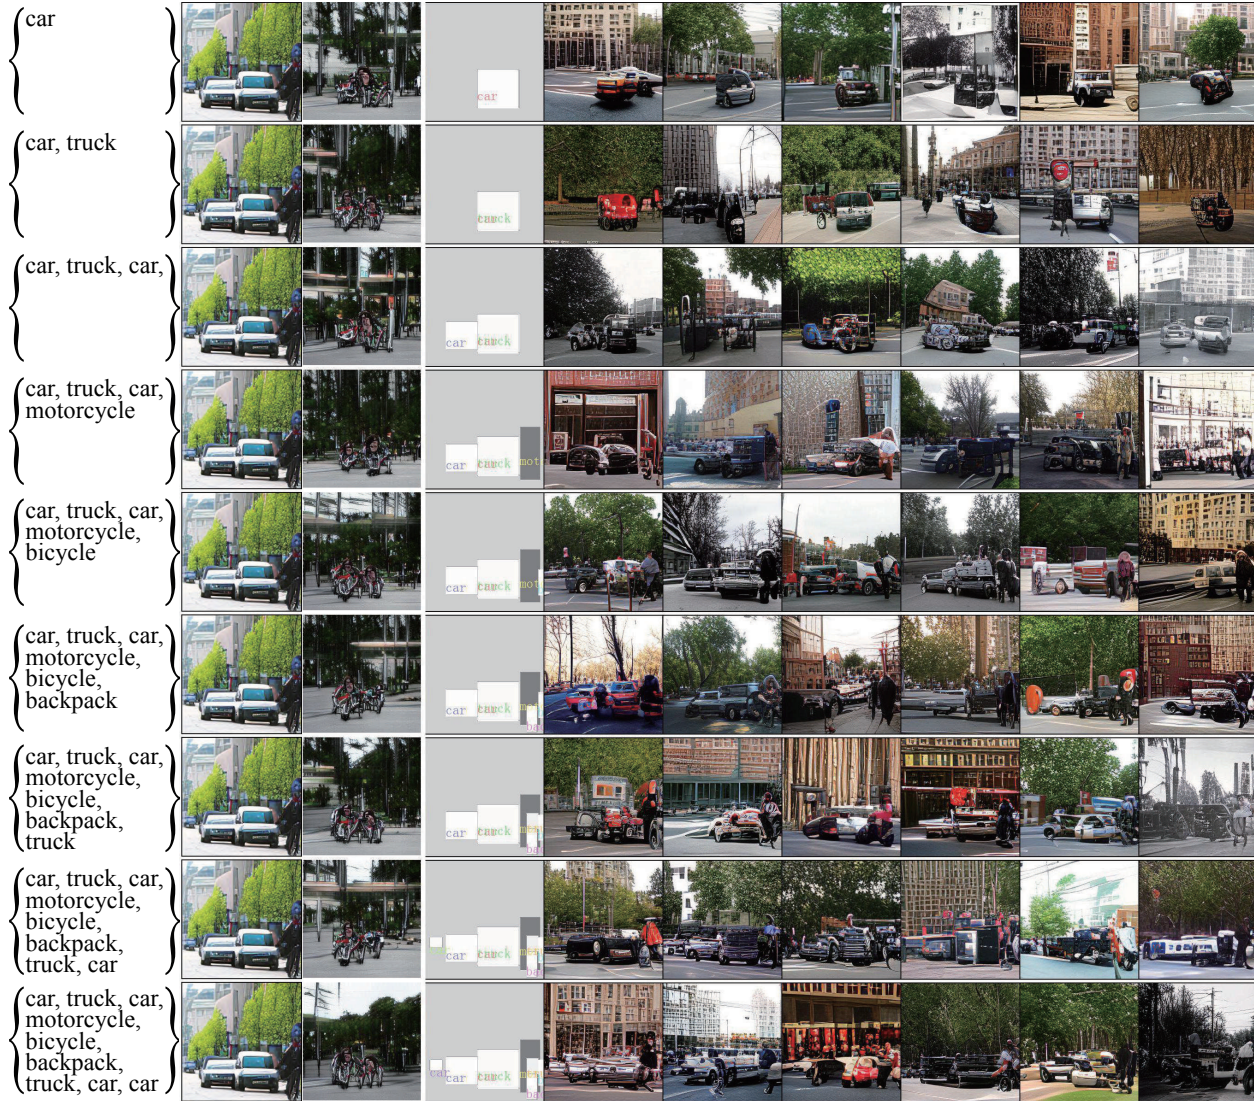 car
car
car, truck
car, truck, car,
car
car, truck, car,
motorcycle
car
car, truck, car,
motorcycle,
bicycle
car
car, truck, car,
motorcycle,
bicycle,
backpack
car
car, truck, car,
motorcycle,
bicycle,
backpack,
truck
car
car, truck, car,
motorcycle,
bicycle,
backpack,
truck, car
car
car, truck, car,
motorcycle,
bicycle,
backpack,
truck, car, car
car
car